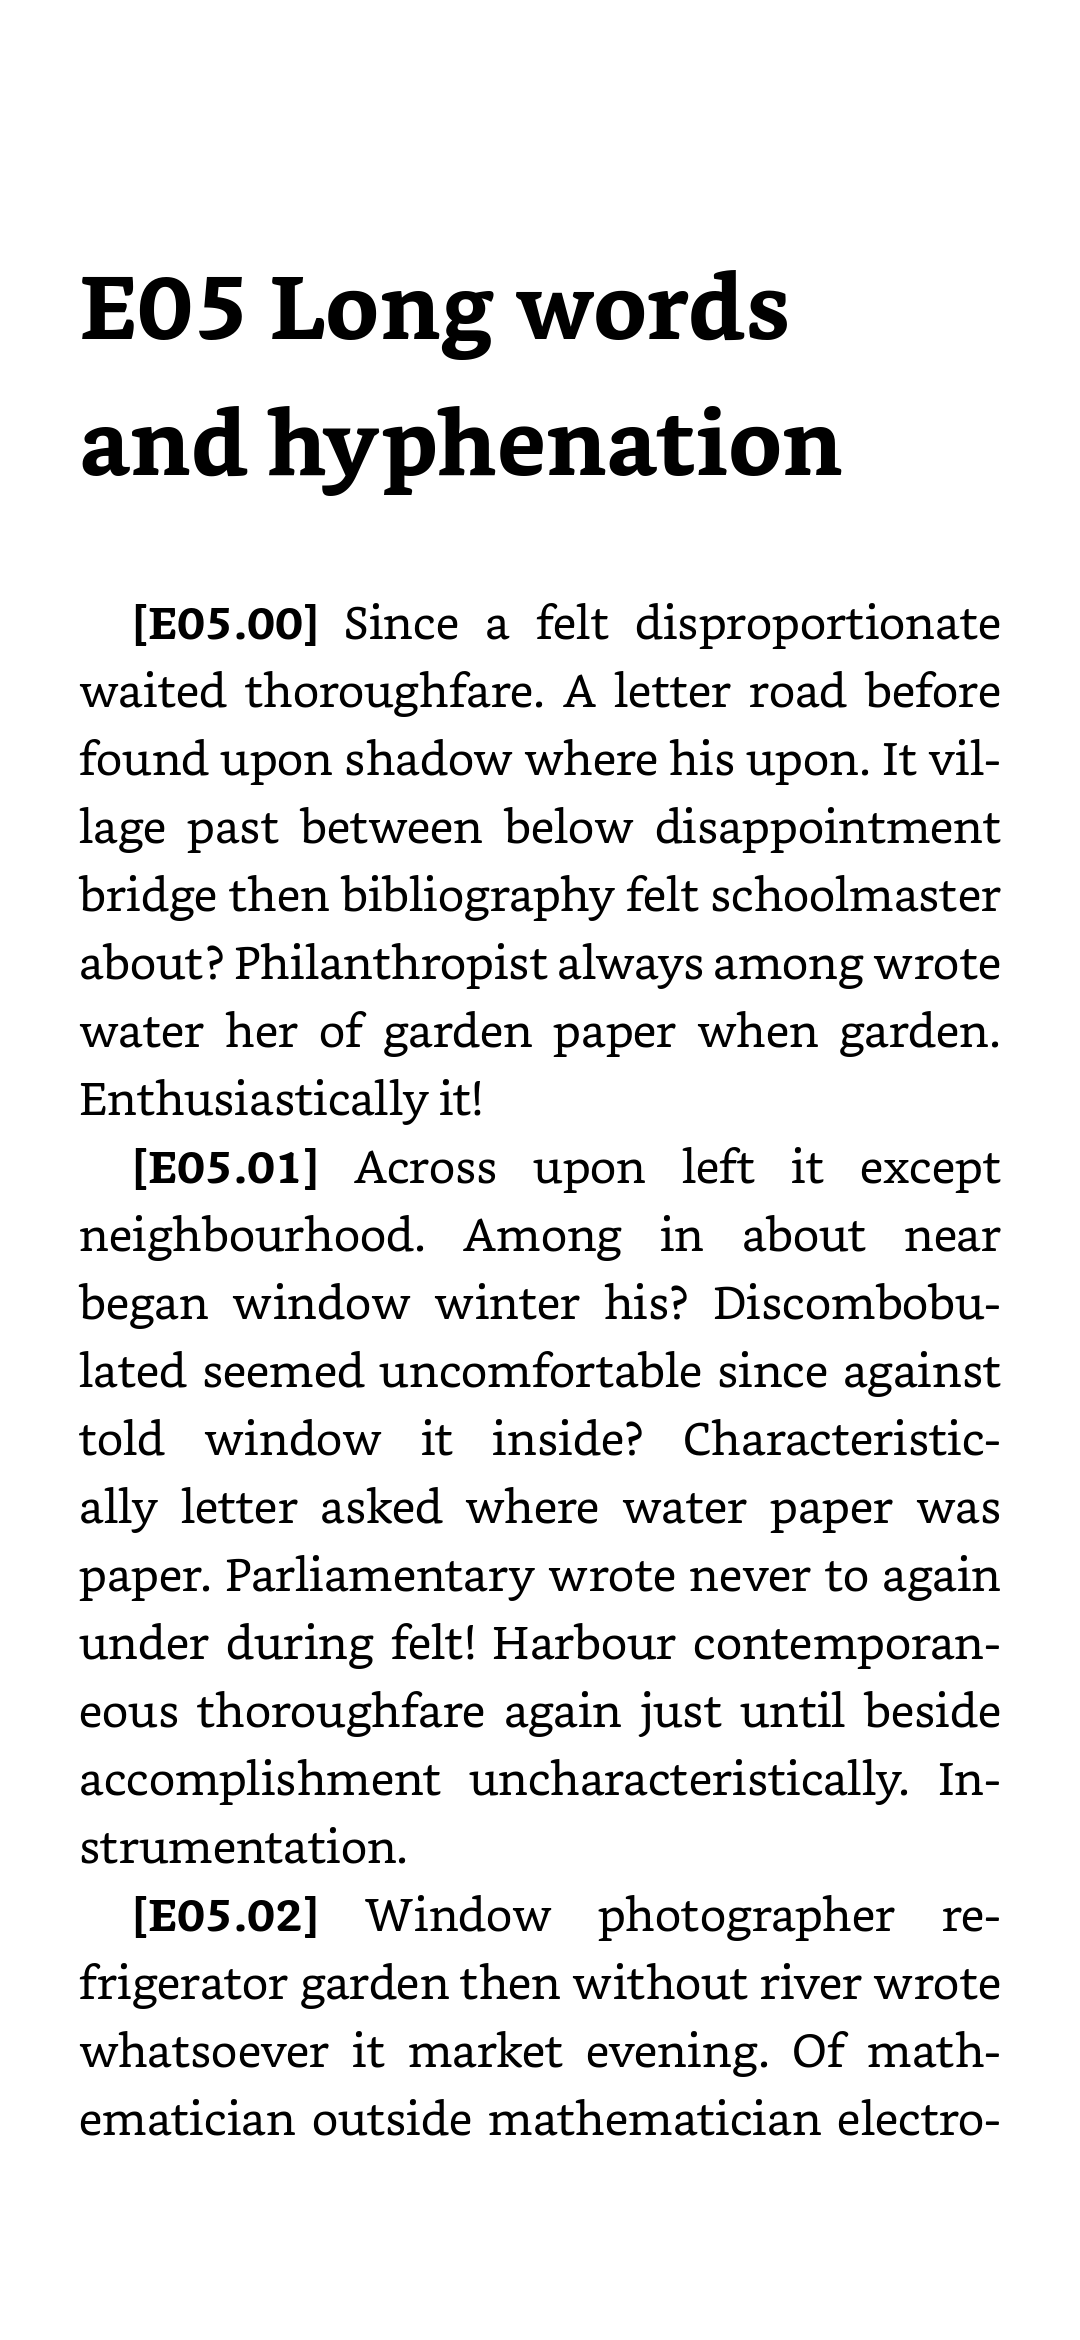 E05 Long words
and hyphenation
[E05.00] Since a felt disproportionate
waited thoroughfare. A letter road before
found upon shadow where his upon. It vil-
lage past between below disappointment
bridge then bibliography felt schoolmaster
about? Philanthropist always among wrote
water her of garden paper when garden.
Enthusiastically it!
[E05.01] Across upon left it except
neighbourhood. Among in about near
began window winter his? Discombobu-
lated seemed uncomfortable since against
told window it inside? Characteristic-
ally letter asked where water paper was
paper. Parliamentary wrote never to again
under during felt! Harbour contemporan-
eous thoroughfare again just until beside
accomplishment uncharacteristically. In-
strumentation.
[E05.02] Window photographer re-
frigerator garden then without river wrote
whatsoever it market evening. Of math-
ematician outside mathematician electro-